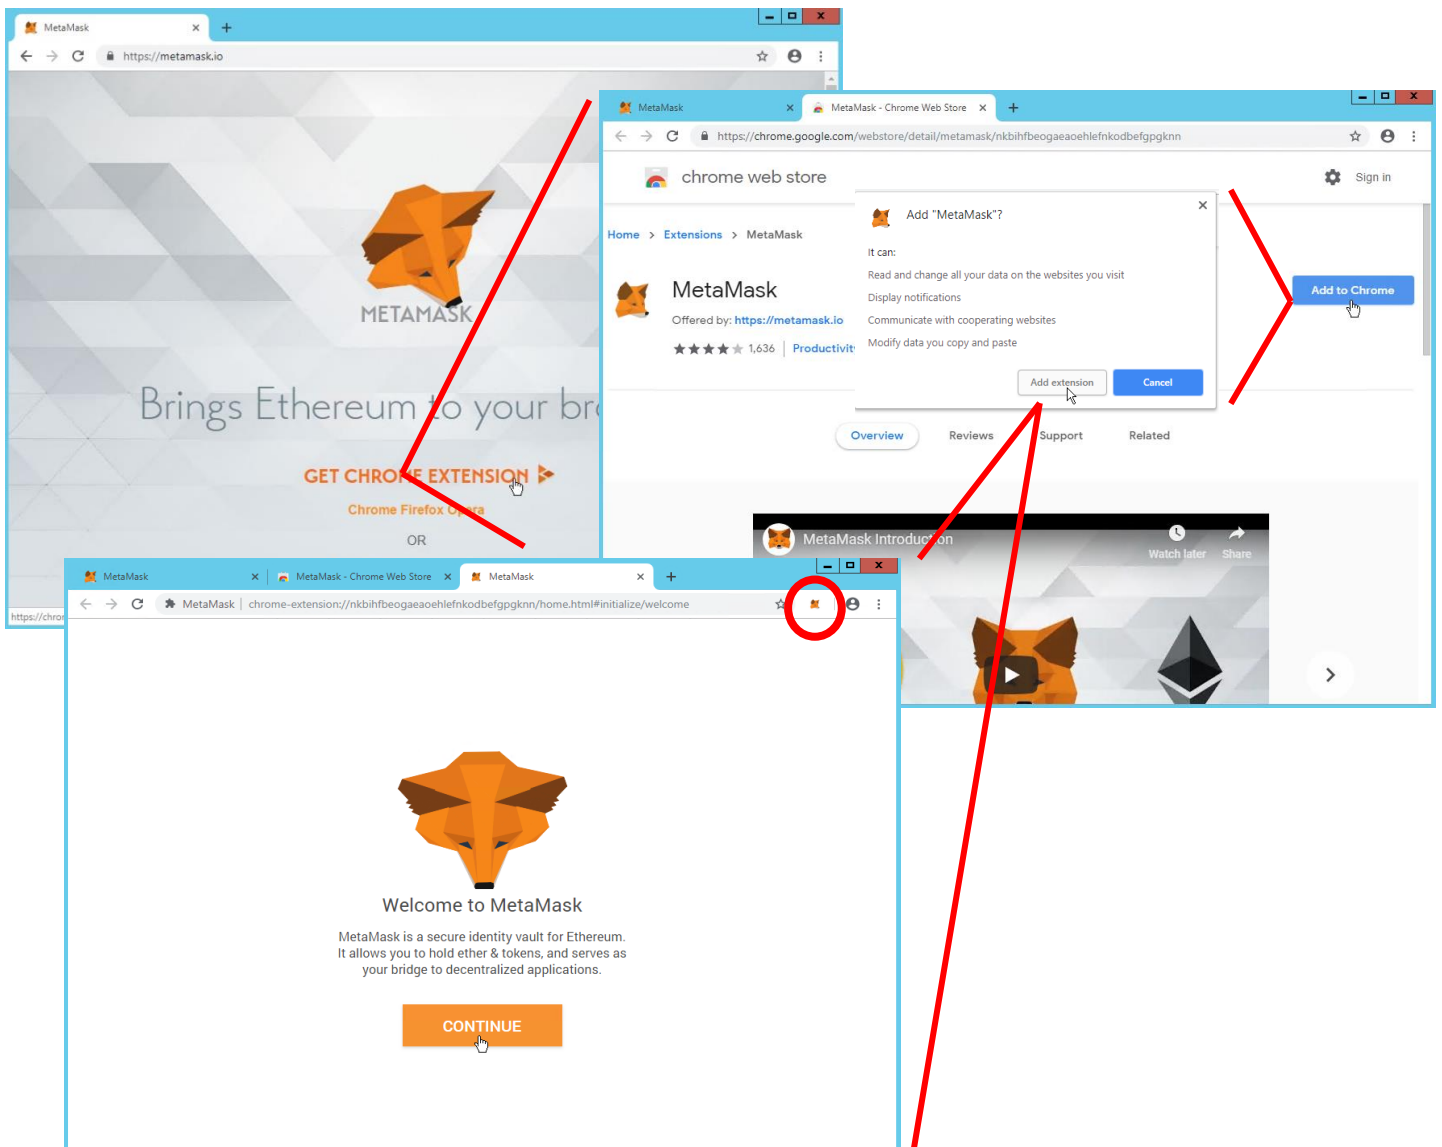 MetaMask
https://metamask.io
METAMASK
Brings Ethereum to your bro
GET CHROME EXTENSION
Chrome Firefox Opera
OR
https://chror
MetaMask
MetaMask - Chrome Web Store
https://chrome.google.com/webstore/detail/metamask/nkbihfbeogaeaoehlefnkodbefgpgknn
chrome web store
Sign in
Home > Extensions > MetaMask
MetaMask
Offered by: https://metamask.io
1,636 | Productivit
Add to Chrome
Add "MetaMask"?
It can:
Read and change all your data on the websites you visit
Display notifications
Communicate with cooperating websites
Modify data you copy and paste
Add extension
Cancel
Overview
Reviews
Support
Related
MetaMask Introduction
Watch later
Share
MetaMask
MetaMask - Chrome Web Store
MetaMask
MetaMask | chrome-extension://nkbihfbeogaeaoehlefnkodbefgpgknn/home.html#initialize/welcome
Welcome to MetaMask
MetaMask is a secure identity vault for Ethereum.
It allows you to hold ether & tokens, and serves as
your bridge to decentralized applications.
CONTINUE